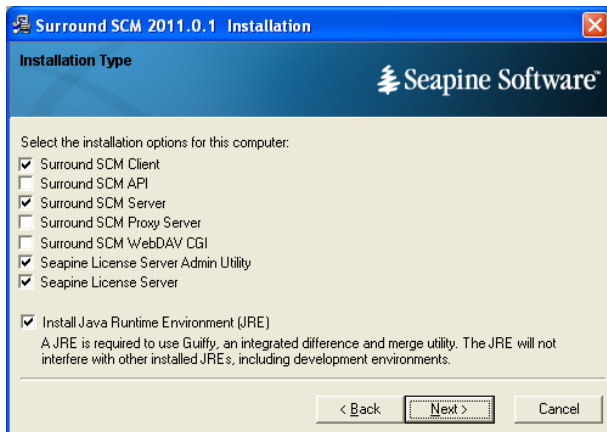 Surround SCM 2011.0.1 Installation
Installation Type
Seapine Software™
Select the installation options for this computer:
Surround SCM Client
Surround SCM API
Surround SCM Server
Surround SCM Proxy Server
Surround SCM WebDAV CGI
Seapine License Server Admin Utility
Seapine License Server
Install Java Runtime Environment (JRE)
A JRE is required to use Guiffy, an integrated difference and merge utility. The JRE will not
interfere with other installed JREs, including development environments.
< Back
Next >
Cancel